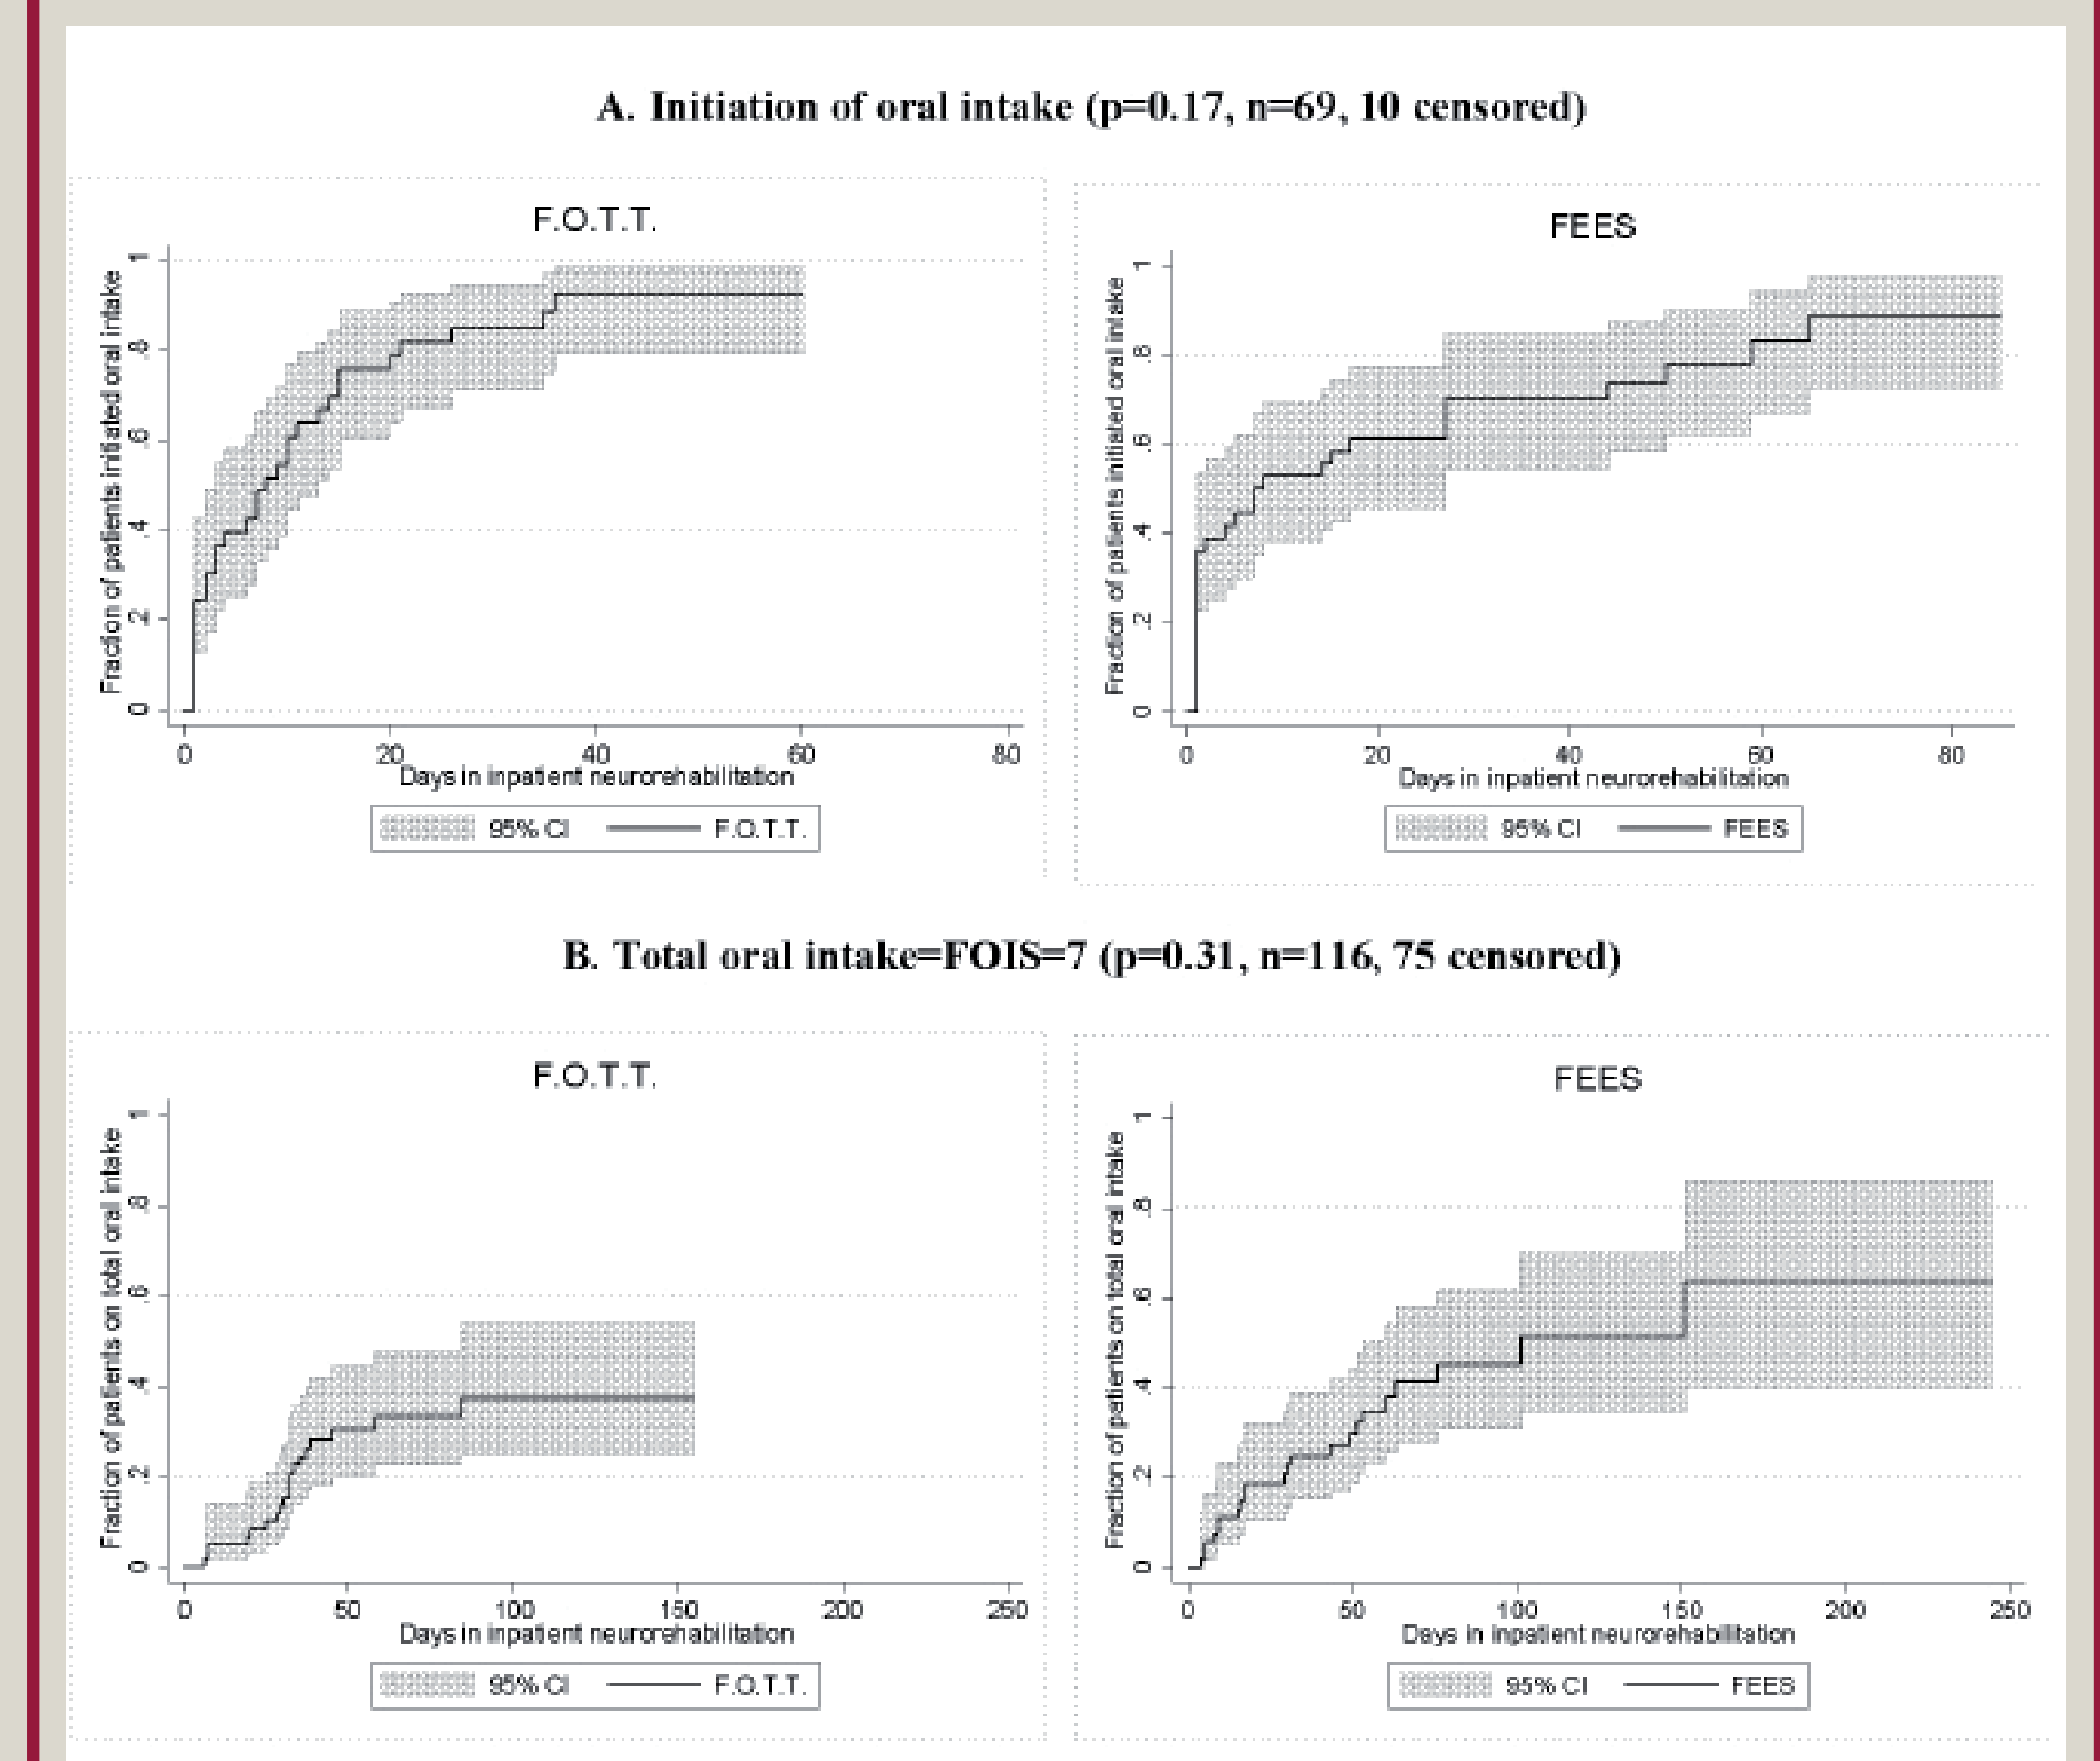 A. Initiation of oral intake (p=0.17, n=69, 10 censored)
F.O.T.T.
Fraction of patients initiated oral intake
1
.8
.6
.4
.2
0
0 20 40 60 80
Days in inpatient neurorehabilitation
95% CI F.O.T.T.
FEES
Fraction of patients initiated oral intake
1
.8
.6
.4
.2
0
0 20 40 60 80
Days in inpatient neurorehabilitation
95% CI FEES
B. Total oral intake=FOIS=7 (p=0.31, n=116, 75 censored)
F.O.T.T.
Fraction of patients on total oral intake
1
.8
.6
.4
.2
0
0 50 100 150 200 250
Days in inpatient neurorehabilitation
95% CI F.O.T.T.
FEES
Fraction of patients on total oral intake
1
.8
.6
.4
.2
0
0 50 100 150 200 250
Days in inpatient neurorehabilitation
95% CI FEES